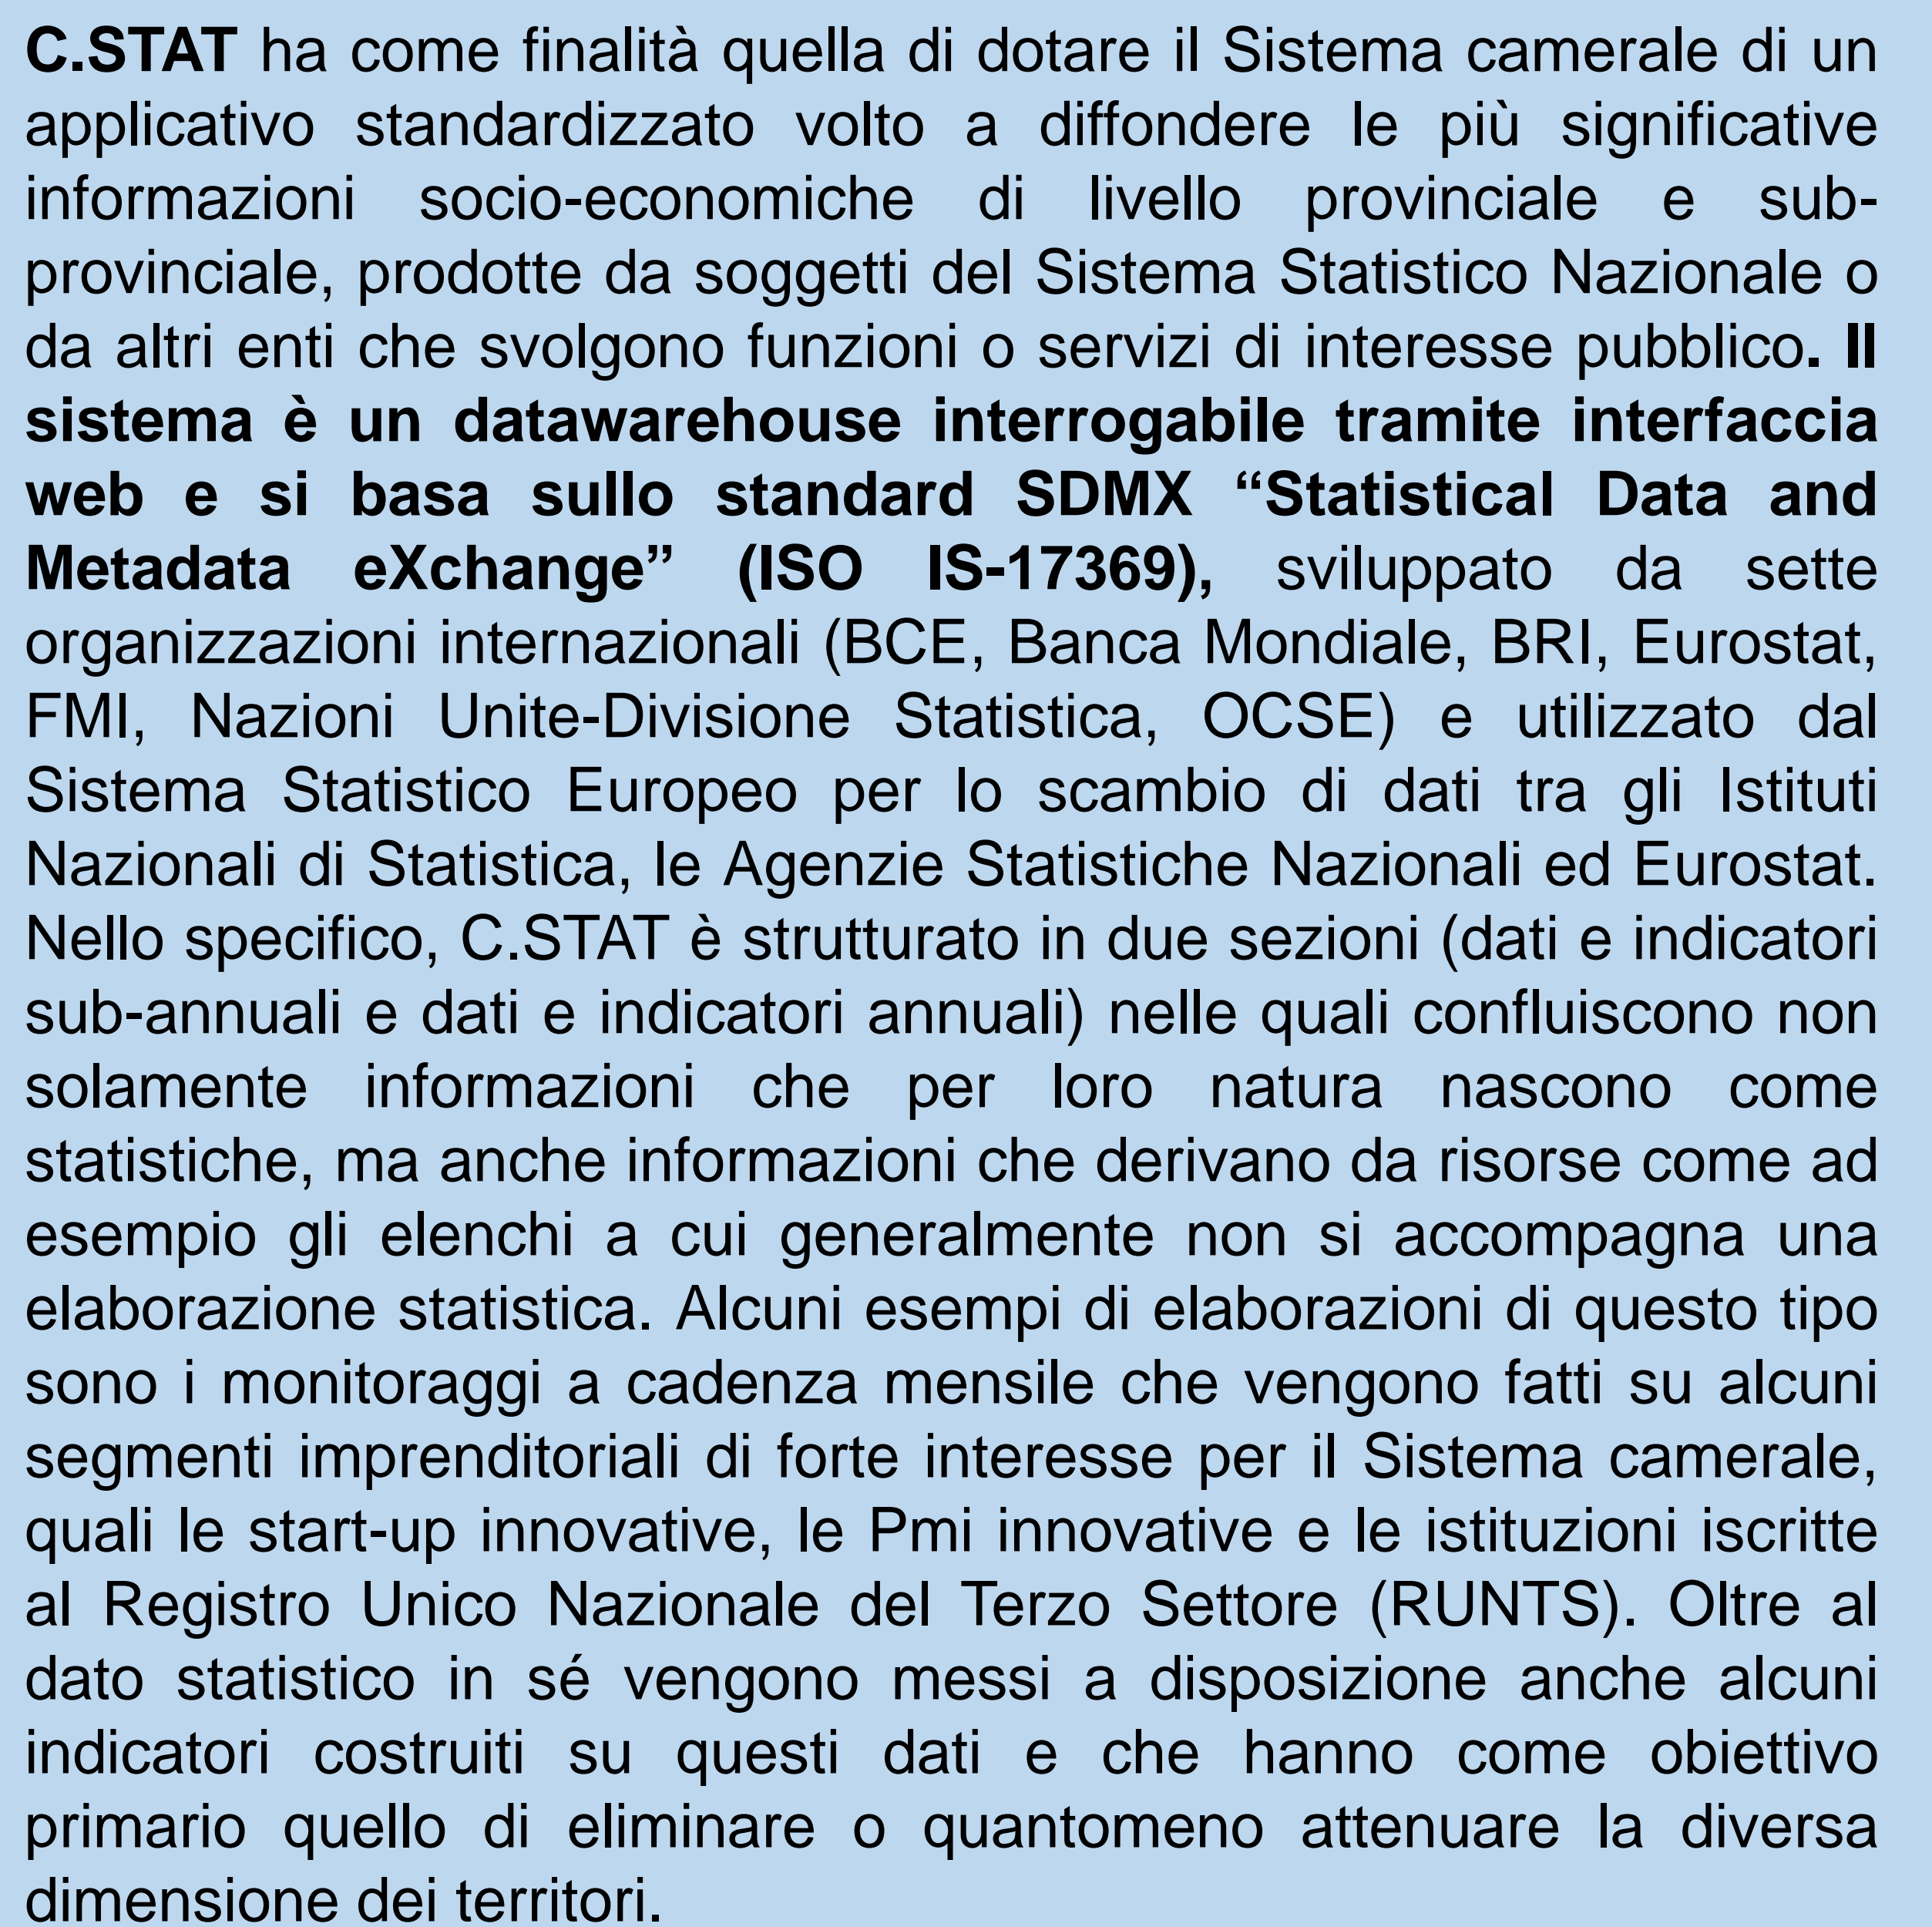 C.STAT ha come finalità quella di dotare il Sistema camerale di un
applicativo standardizzato volto a diffondere le più significative
informazioni socio-economiche di livello provinciale e sub-
provinciale, prodotte da soggetti del Sistema Statistico Nazionale o
da altri enti che svolgono funzioni o servizi di interesse pubblico. Il
sistema è un datawarehouse interrogabile tramite interfaccia
web e si basa sullo standard SDMX “Statistical Data and
Metadata eXchange” (ISO IS-17369), sviluppato da sette
organizzazioni internazionali (BCE, Banca Mondiale, BRI, Eurostat,
FMI, Nazioni Unite-Divisione Statistica, OCSE) e utilizzato dal
Sistema Statistico Europeo per lo scambio di dati tra gli Istituti
Nazionali di Statistica, le Agenzie Statistiche Nazionali ed Eurostat.
Nello specifico, C.STAT è strutturato in due sezioni (dati e indicatori
sub-annuali e dati e indicatori annuali) nelle quali confluiscono non
solamente informazioni che per loro natura nascono come
statistiche, ma anche informazioni che derivano da risorse come ad
esempio gli elenchi a cui generalmente non si accompagna una
elaborazione statistica. Alcuni esempi di elaborazioni di questo tipo
sono i monitoraggi a cadenza mensile che vengono fatti su alcuni
segmenti imprenditoriali di forte interesse per il Sistema camerale,
quali le start-up innovative, le Pmi innovative e le istituzioni iscritte
al Registro Unico Nazionale del Terzo Settore (RUNTS). Oltre al
dato statistico in sé vengono messi a disposizione anche alcuni
indicatori costruiti su questi dati e che hanno come obiettivo
primario quello di eliminare o quantomeno attenuare la diversa
dimensione dei territori.